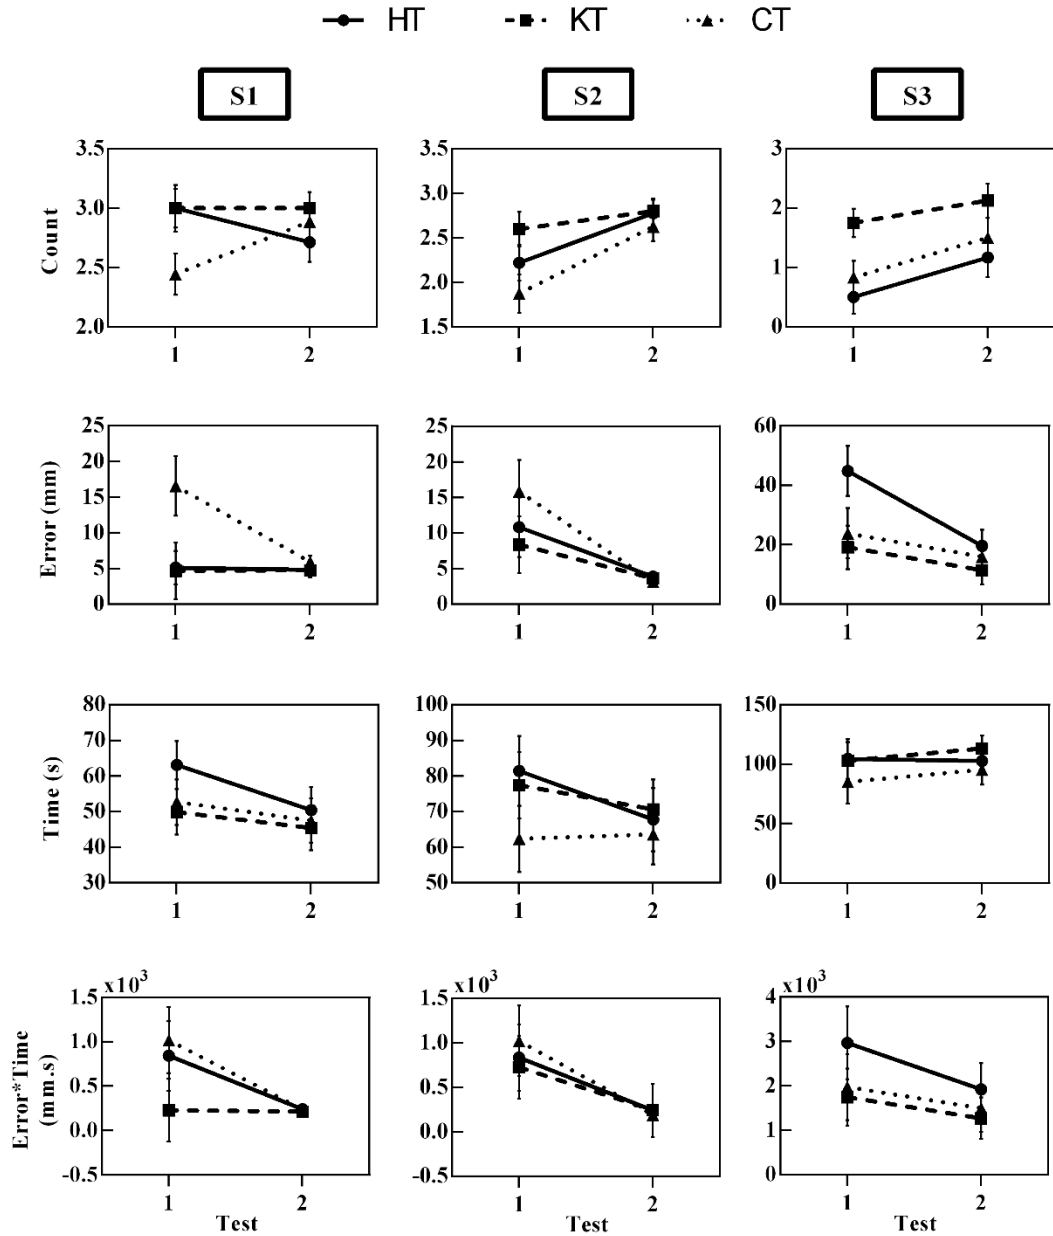 HT KT CT
S1 S2 S3
Count
3.5 3.5 3
3.0 3.0 2
2.5 2.5 1
2.0 2.0 0
1.5
1 2 1 2 1 2
Error (mm)
25 25 60
20 20 40
15 15 20
10 10 0
5 5
0 0
1 2 1 2 1 2
Time (s)
80 100 150
70 90 100
60 80 50
50 70 0
40 60
30 50
1 2 1 2 1 2
Error*Time
(mm.s)
x10³ x10³ x10³
1.5 1.5 4
1.0 1.0 3
0.5 0.5 2
0.0 0.0 1
-0.5 -0.5 0
1 2 1 2 1 2
Test Test Test